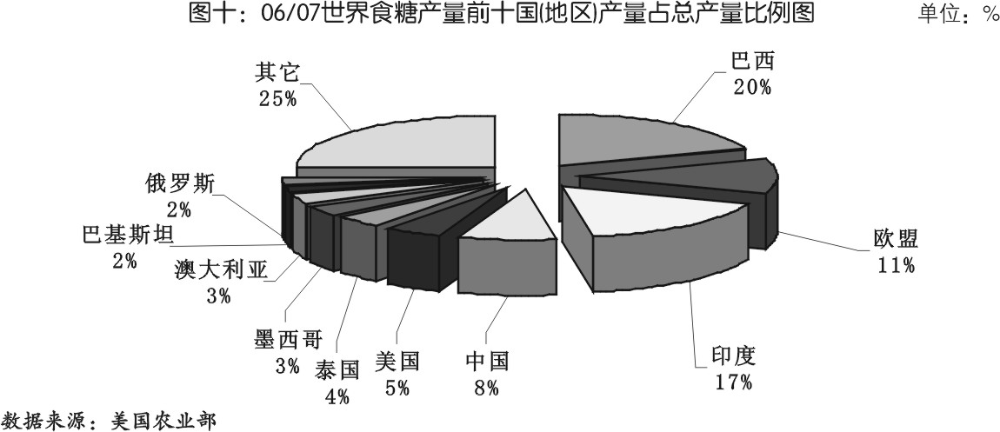 图十：06/07世界食糖产量前十国(地区)产量占总产量比例图
单位：%
其它
25%
巴西
20%
俄罗斯
2%
巴基斯坦
2%
澳大利亚
3%
墨西哥
3%
泰国
4%
美国
5%
中国
8%
印度
17%
欧盟
11%
数据来源：美国农业部